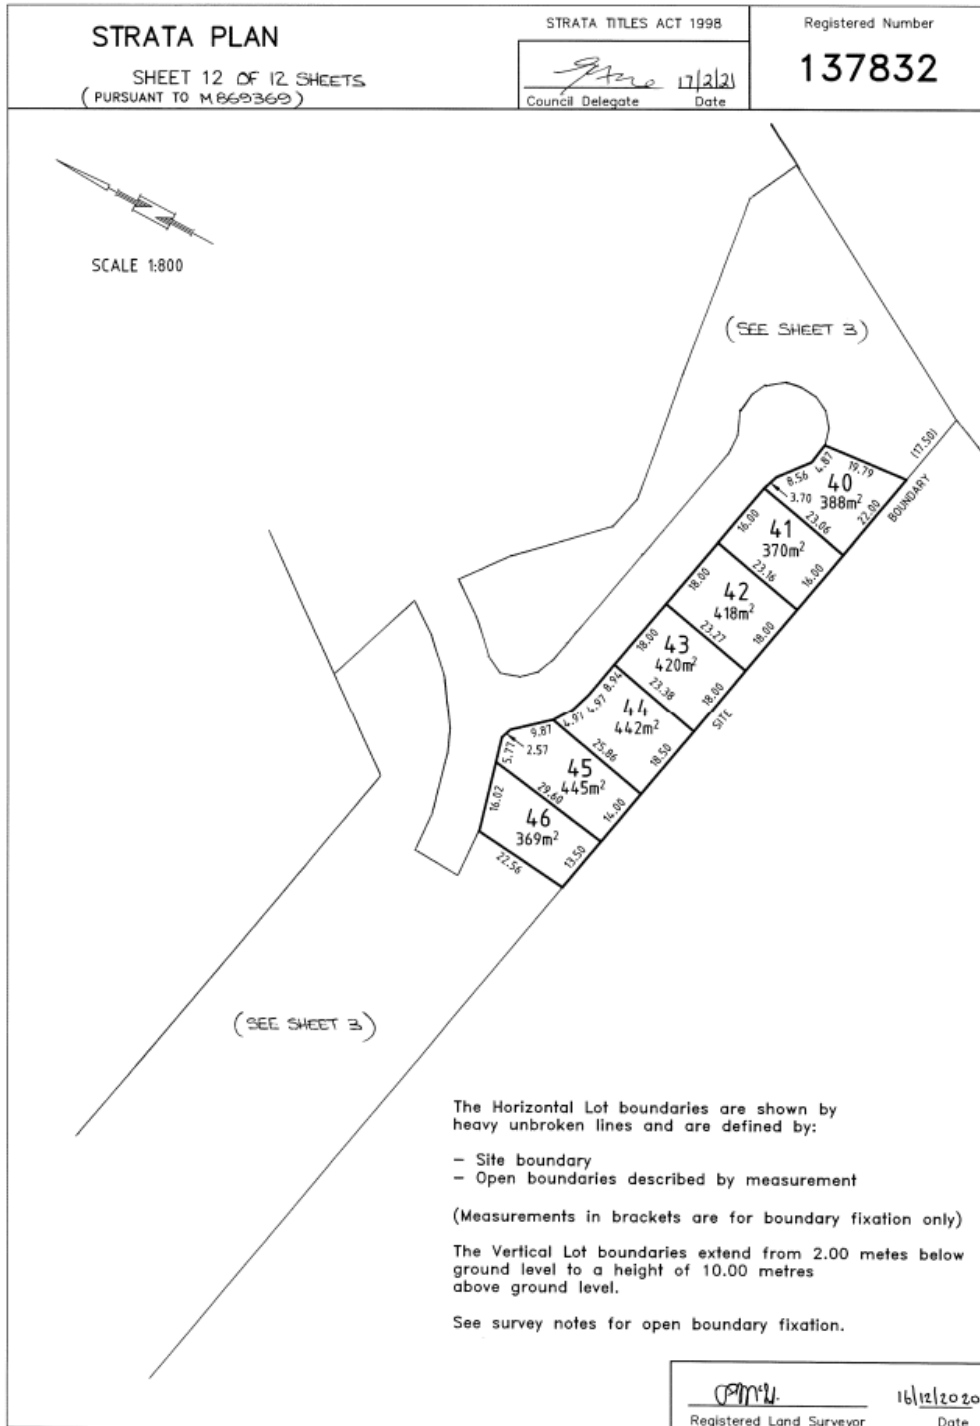 STRATA PLAN
SHEET 12 OF 12 SHEETS
(PURSUANT TO M869369)
STRATA TITLES ACT 1998
17/2/21
Council Delegate Date
Registered Number
137832
SCALE 1:800
(SEE SHEET 3)
(17.50)
BOUNDARY
4.87
19.79
8.56
40
3.70
388m²
22.00
23.06
16.00
41
370m²
23.16
16.00
18.00
42
418m²
23.27
18.00
18.00
43
420m²
23.38
18.00
SITE
8.94
4.97
4.97
44
442m²
25.86
18.50
9.87
2.57
5.77
45
445m²
29.60
14.00
16.02
46
369m²
13.50
22.56
(SEE SHEET 3)
The Horizontal Lot boundaries are shown by
heavy unbroken lines and are defined by:
– Site boundary
– Open boundaries described by measurement
(Measurements in brackets are for boundary fixation only)
The Vertical Lot boundaries extend from 2.00 metes below
ground level to a height of 10.00 metres
above ground level.
See survey notes for open boundary fixation.
16/12/2020
Registered Land Surveyor Date